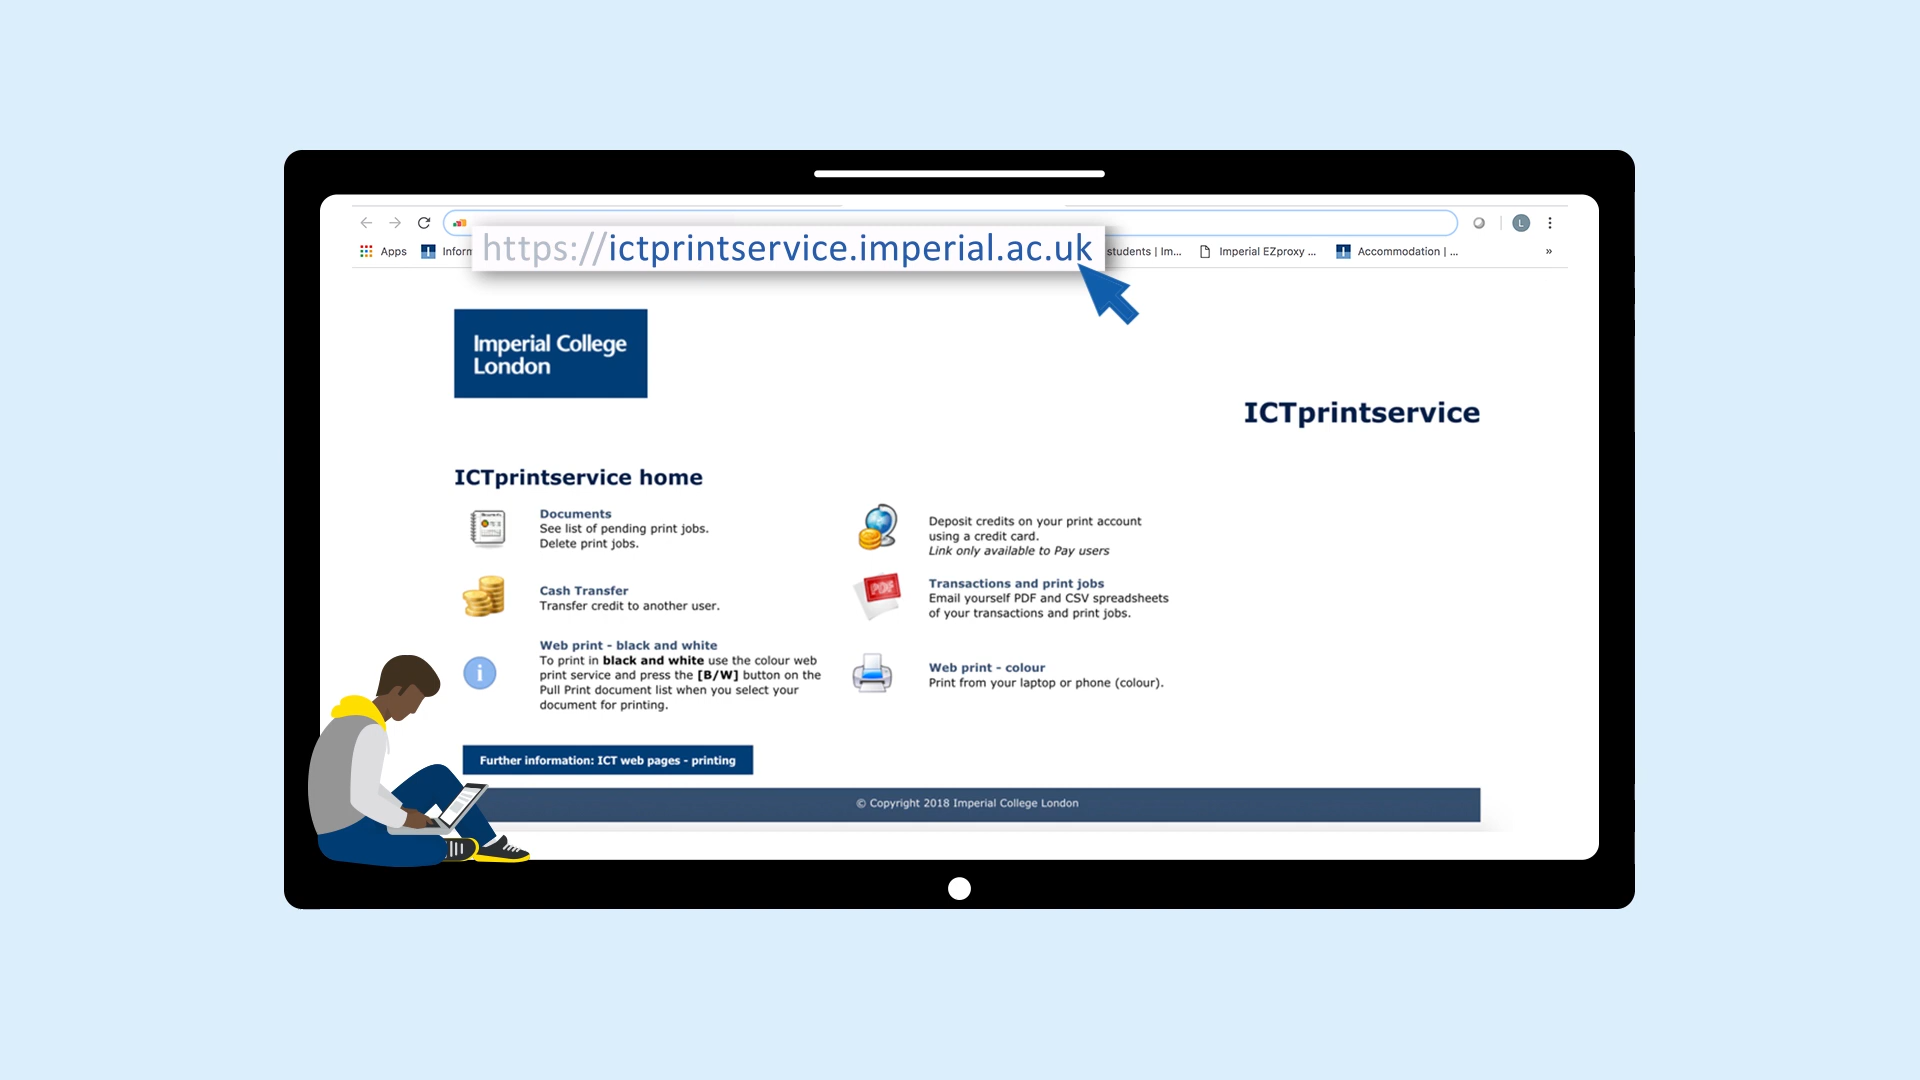 https://ictprintservice.imperial.ac.uk
Apps
Inforn
students | Im...
Imperial EZproxy ...
Accommodation | ...
»
L
Imperial College
London
ICTprintservice
ICTprintservice home
Documents
See list of pending print jobs.
Delete print jobs.
Deposit credits on your print account
using a credit card.
Link only available to Pay users
Cash Transfer
Transfer credit to another user.
PDF
Transactions and print jobs
Email yourself PDF and CSV spreadsheets
of your transactions and print jobs.
i
Web print - black and white
To print in black and white use the colour web
print service and press the [B/W] button on the
Pull Print document list when you select your
document for printing.
Web print - colour
Print from your laptop or phone (colour).
Further information: ICT web pages - printing
© Copyright 2018 Imperial College London